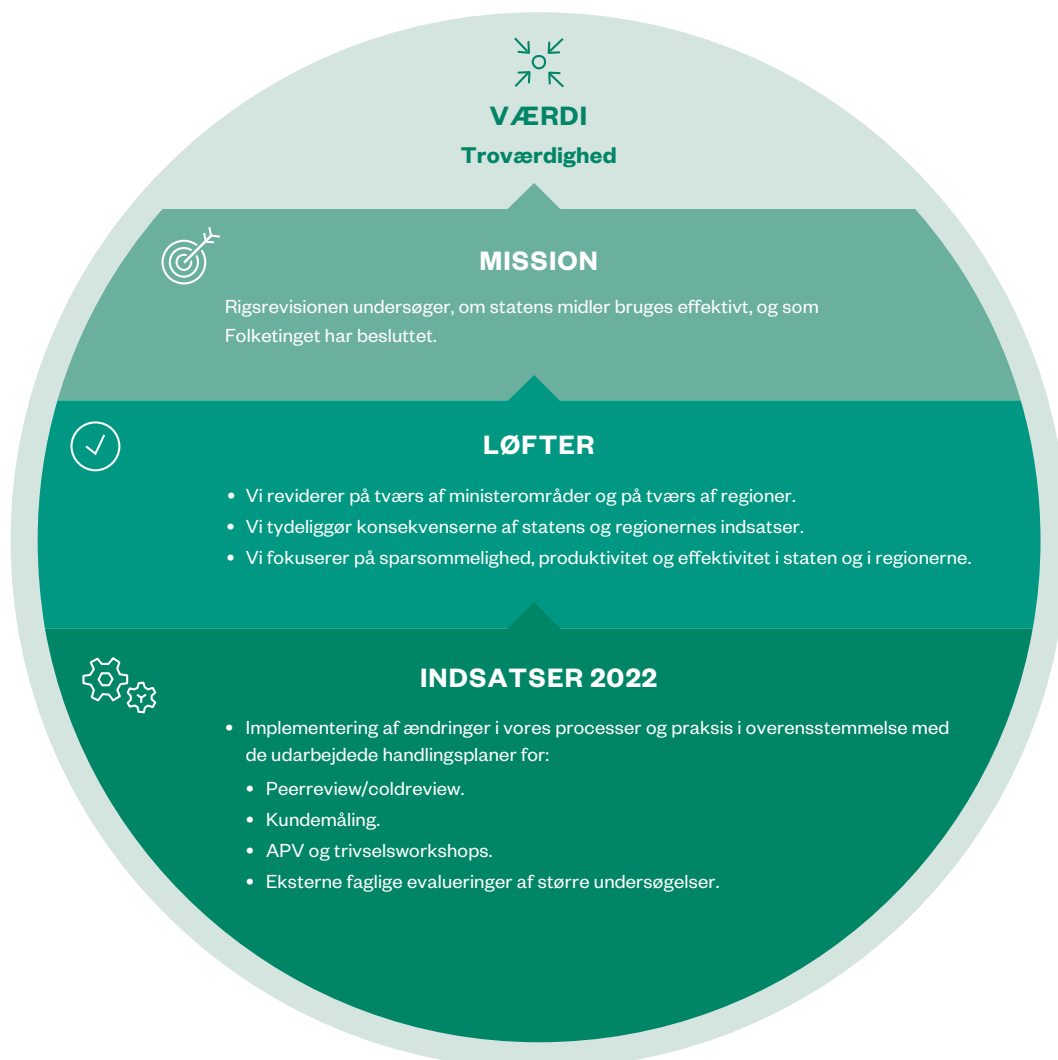 VÆRDI
Troværdighed
MISSION
Rigsrevisionen undersøger, om statens midler bruges effektivt, og som
Folketinget har besluttet.
LØFTER
• Vi reviderer på tværs af ministerområder og på tværs af regioner.
• Vi tydeliggør konsekvenserne af statens og regionernes indsatser.
• Vi fokuserer på sparsommelighed, produktivitet og effektivitet i staten og i regionerne.
INDSATSER 2022
• Implementering af ændringer i vores processer og praksis i overensstemmelse med
de udarbejdede handlingsplaner for:
• Peerreview/coldreview.
• Kundemåling.
• APV og trivselsworkshops.
• Eksterne faglige evalueringer af større undersøgelser.